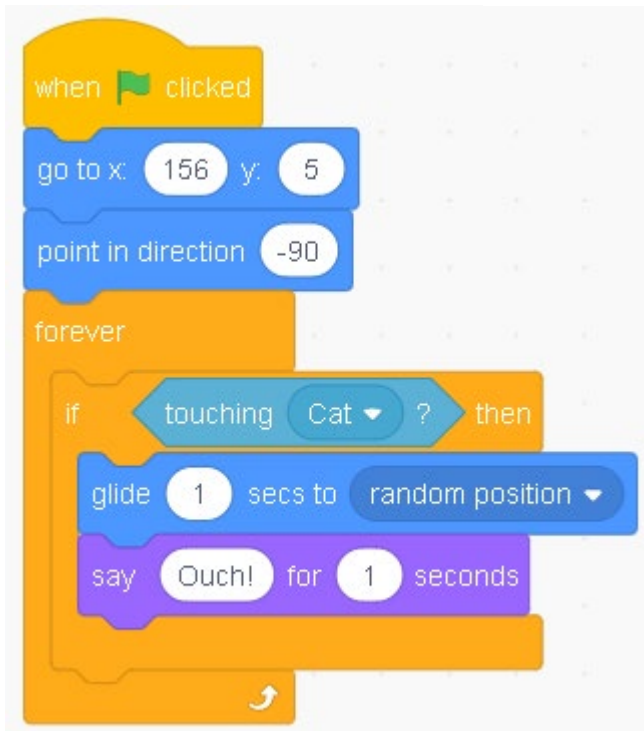 when clicked
go to x: 156 y: 5
point in direction -90
forever
if touching Cat ? then
glide 1 secs to random position
say Ouch! for 1 seconds